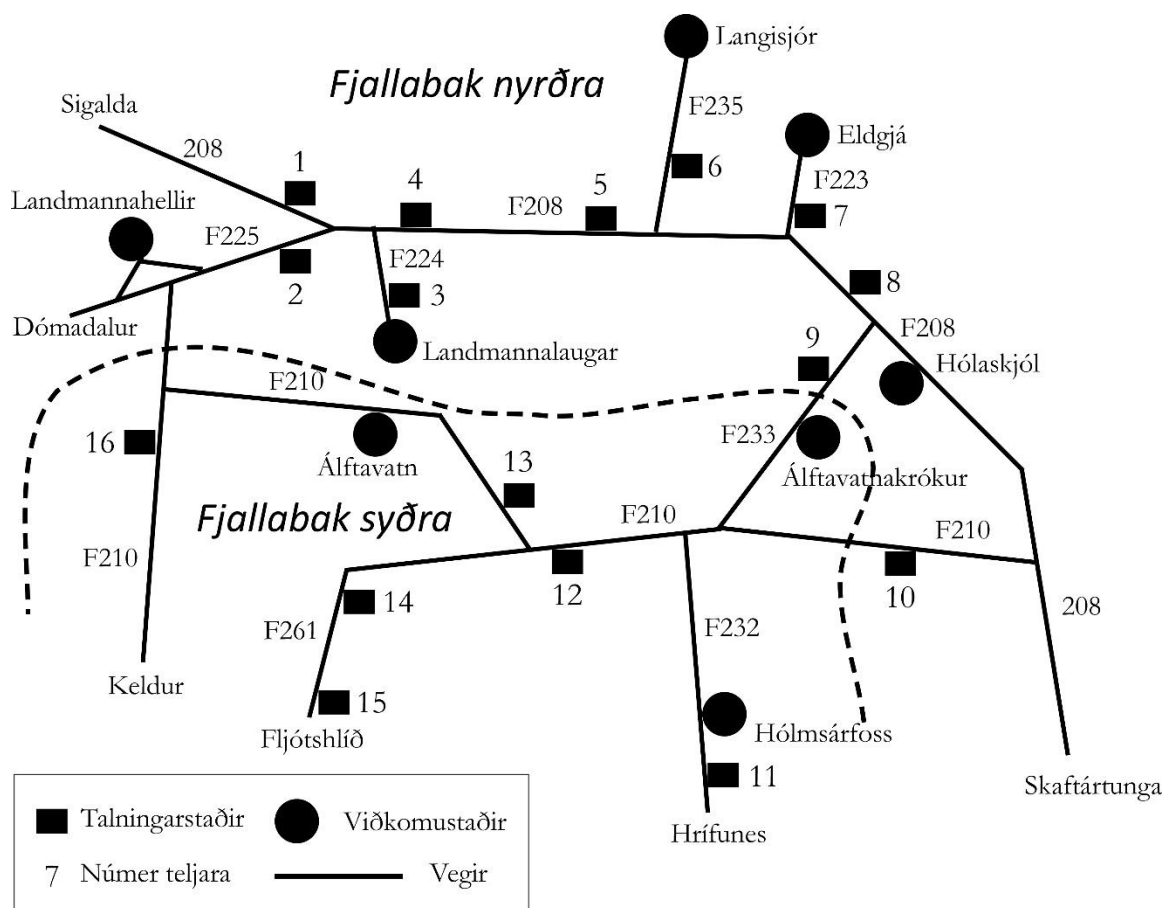 Langisjór
Fjallabak nyrðra
Sigalda
F235
Eldgjá
208
1
4
5
6
F223
Landmannahellir
F208
7
F225
F224
2
3
8
Dómadalur
Landmannalaugar
9
F208
Hólaskjól
F210
16
F233
Álftavatn
13
Álftavatnakrókur
Fjallabak syðra
F210
F210
F210
12
10
14
F261
F232
208
Keldur
15
Fljótshlíð
Hólmsárfoss
11
Skaftártunga
Hrífunes
Talningarstaðir
Viðkomustaðir
7 Númer teljara
Vegir